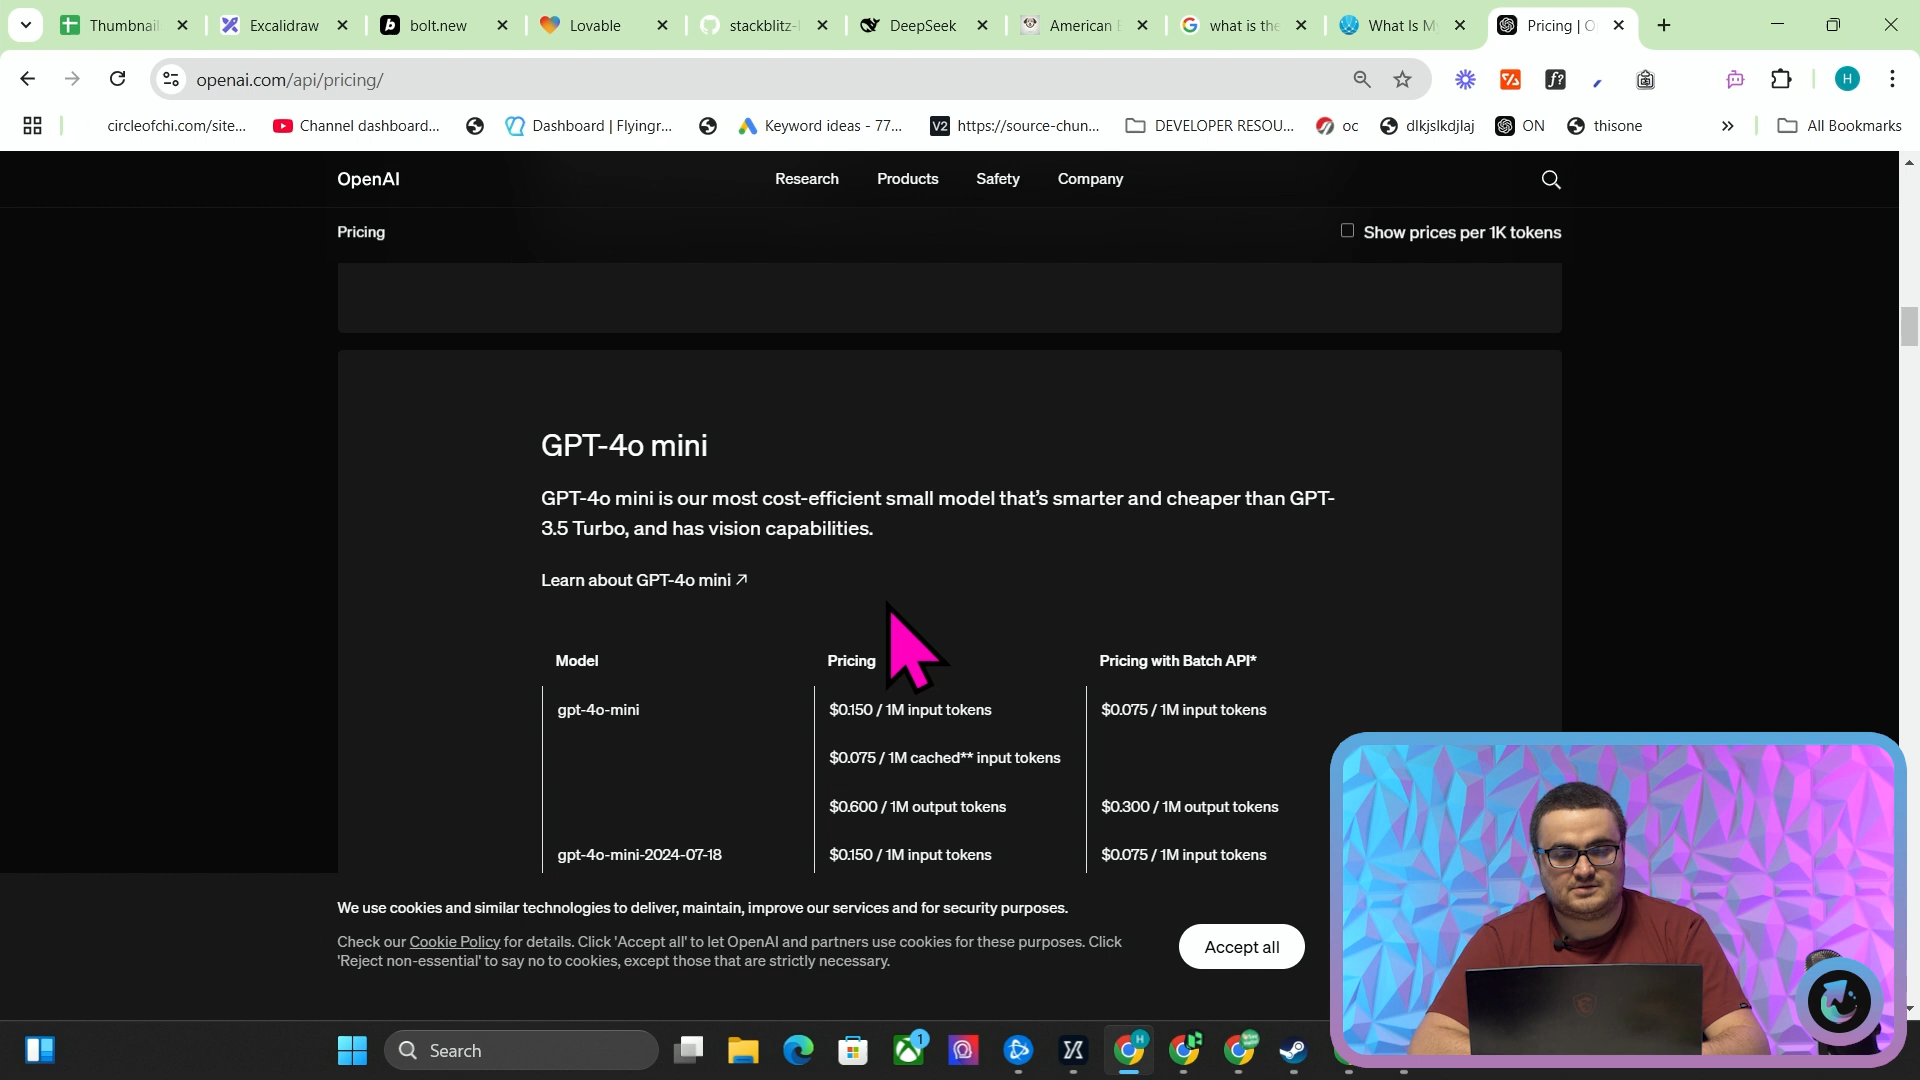 Thumbnail
Excalidraw
bolt.new
Lovable
stackblitz-l
DeepSeek
American
what is the
What Is M
Pricing | O
openai.com/api/pricing/
circleofchi.com/site...
Channel dashboard...
Dashboard | Flyingr...
Keyword ideas - 77...
V2
https://source-chun...
DEVELOPER RESOU...
oc
dlkjslkdjlaj
ON
thisone
»
All Bookmarks
f?
H
OpenAI
Research
Products
Safety
Company
Pricing
Show prices per 1K tokens
GPT-4o mini
GPT-4o mini is our most cost-efficient small model that's smarter and cheaper than GPT-
3.5 Turbo, and has vision capabilities.
Learn about GPT-4o mini ↗
Model
Pricing
Pricing with Batch API*
gpt-4o-mini
$0.150 / 1M input tokens
$0.075 / 1M input tokens
$0.075 / 1M cached** input tokens
$0.600 / 1M output tokens
$0.300 / 1M output tokens
gpt-4o-mini-2024-07-18
$0.150 / 1M input tokens
$0.075 / 1M input tokens
We use cookies and similar technologies to deliver, maintain, improve our services and for security purposes.
Check our Cookie Policy for details. Click 'Accept all' to let OpenAI and partners use cookies for these purposes. Click
'Reject non-essential' to say no to cookies, except those that are strictly necessary.
Accept all
Search
1
H